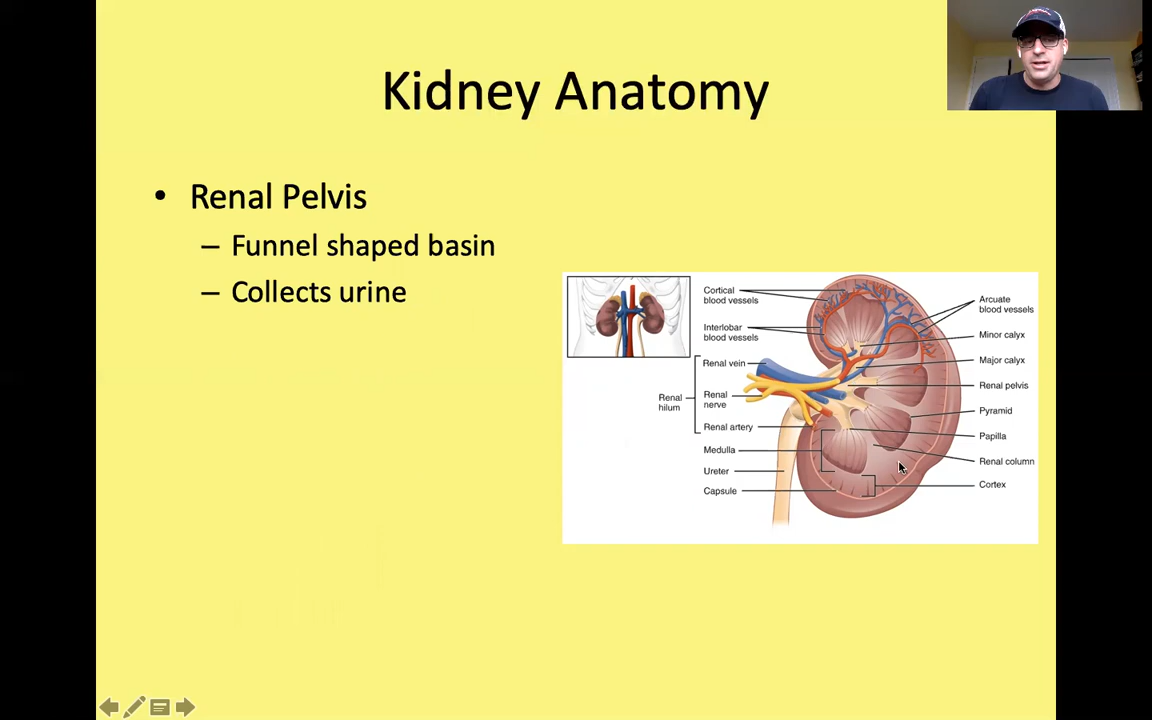 Kidney Anatomy
• Renal Pelvis
– Funnel shaped basin
– Collects urine
Cortical
blood vessels
Interlobar
blood vessels
Renal vein
Renal
hilum
Renal
nerve
Renal artery
Medulla
Ureter
Capsule
Arcuate
blood vessels
Minor calyx
Major calyx
Renal pelvis
Pyramid
Papilla
Renal column
Cortex